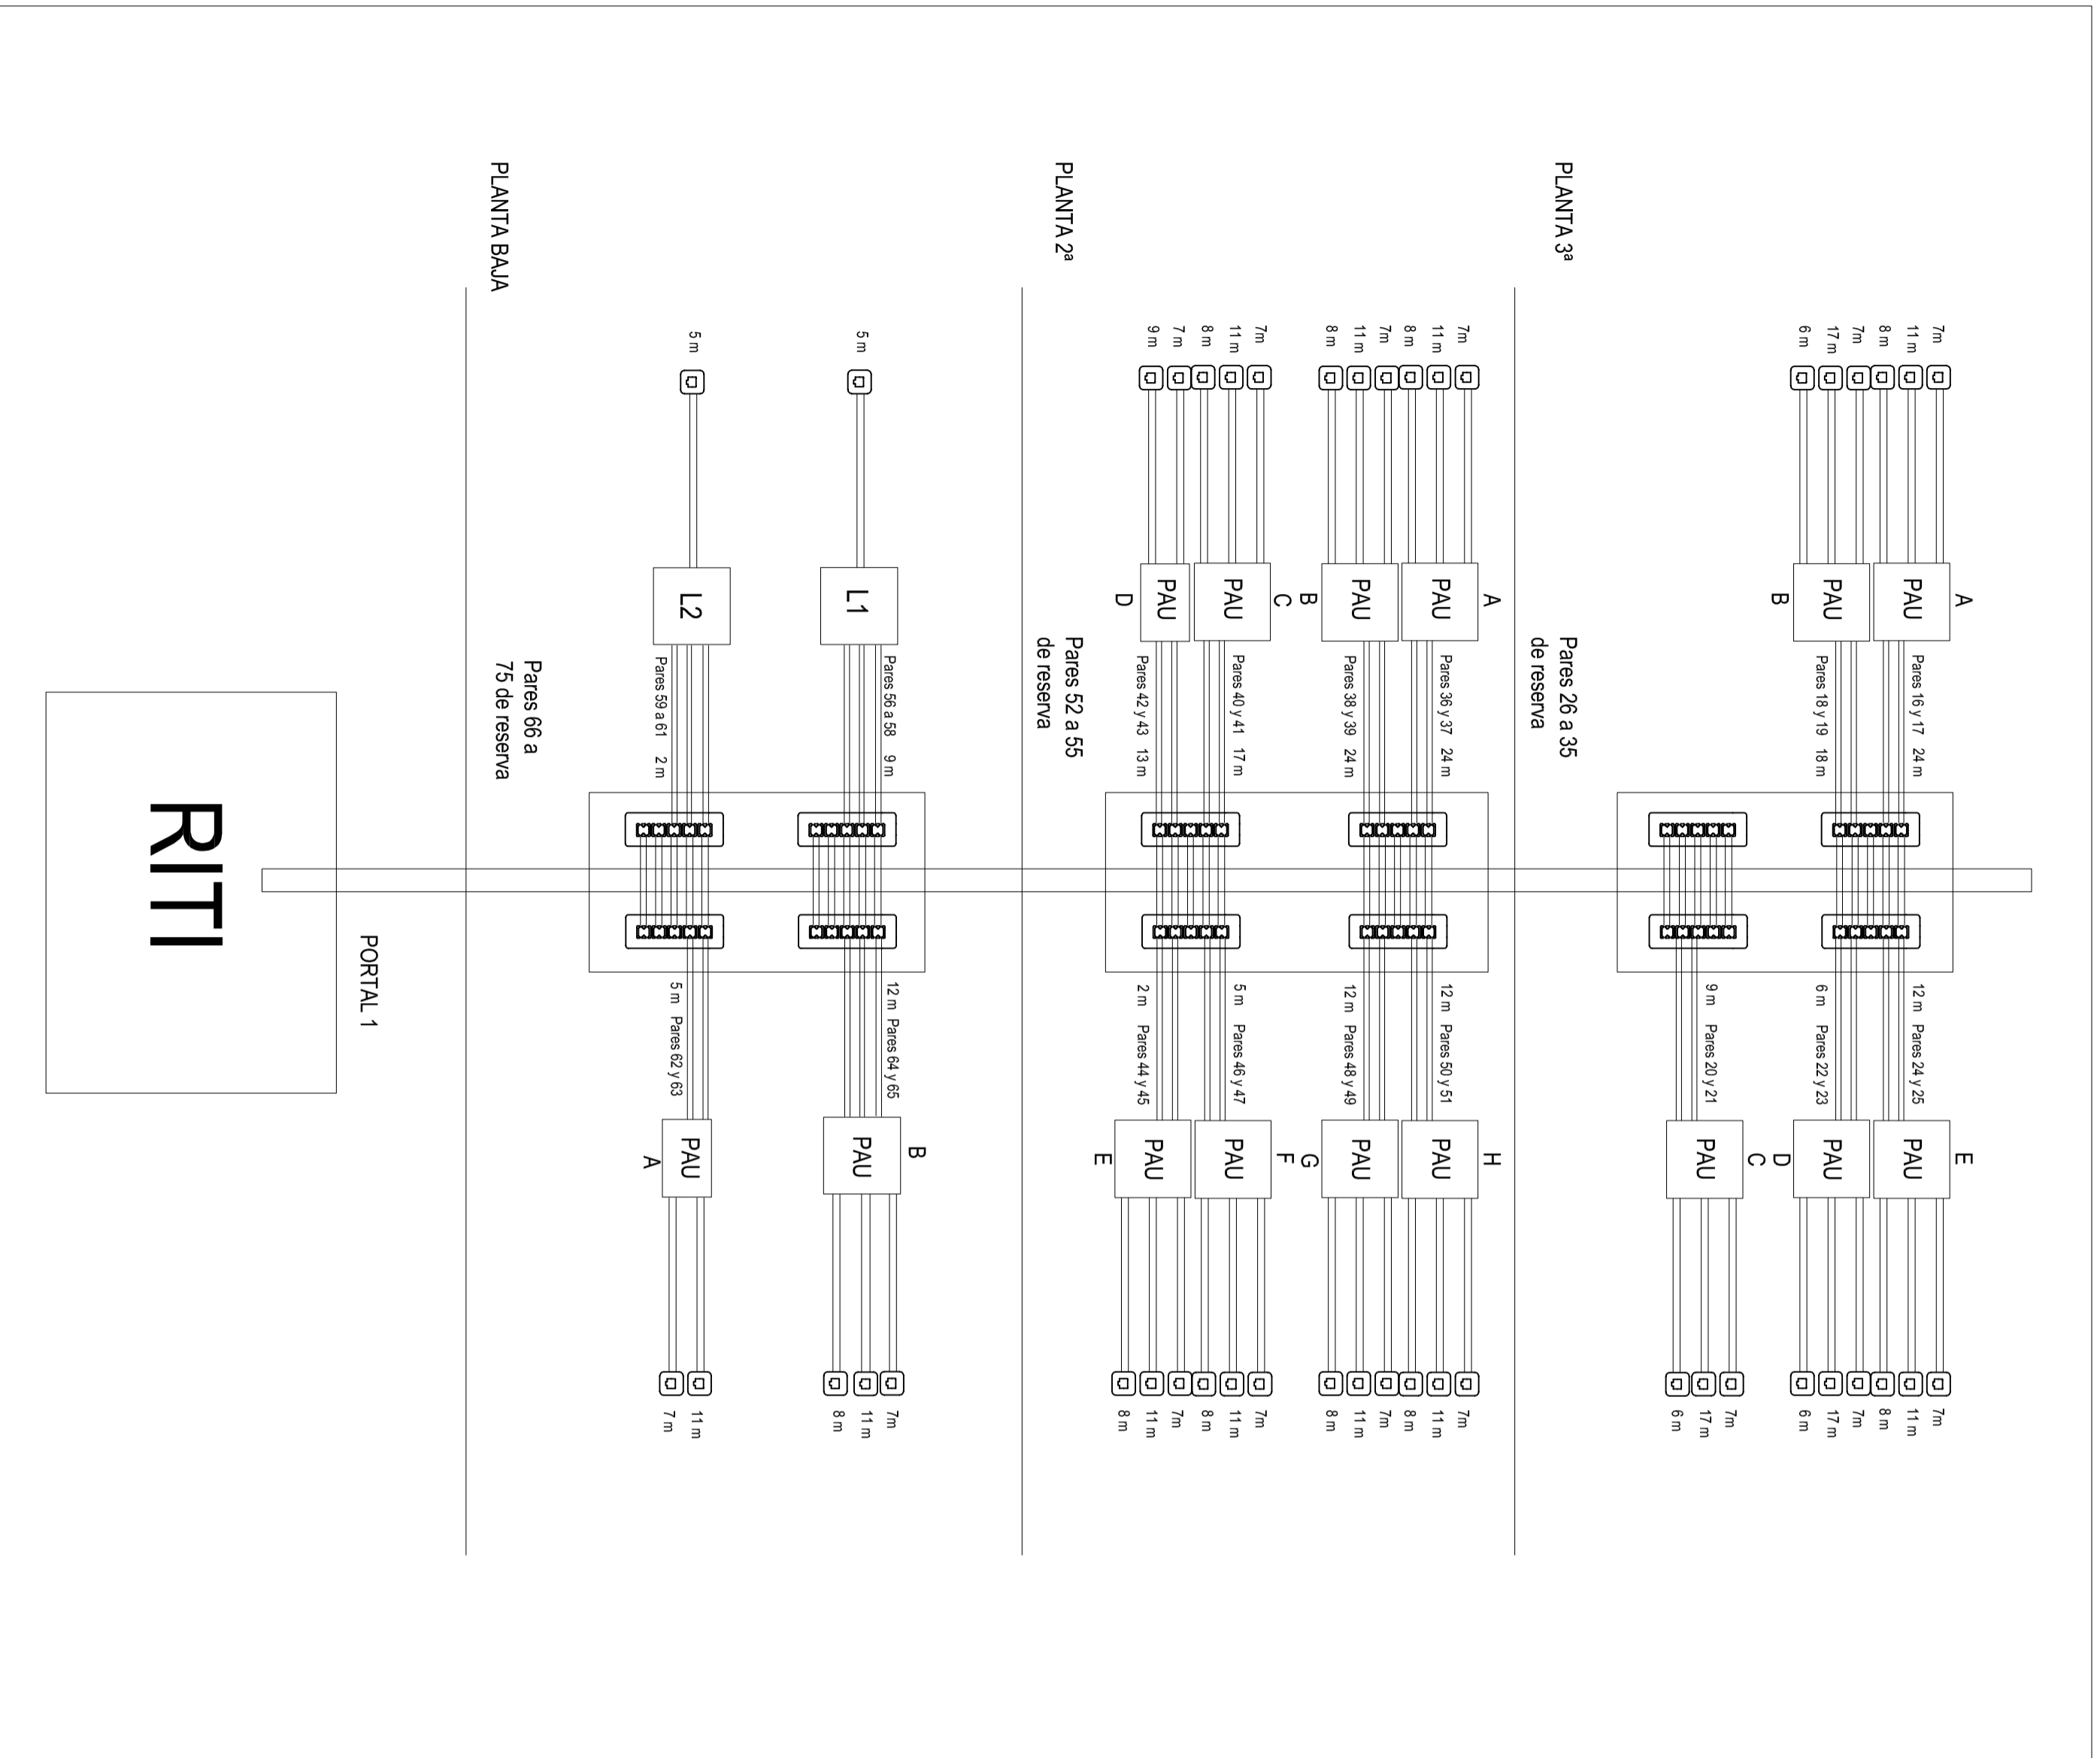 PLANTA 3ª
7m
11 m
8 m
7m
17 m
6 m
A
PAU
PAU
B
Pares 16 y 17 24 m
Pares 18 y 19 18 m
Pares 26 a 35
de reserva
12 m Pares 24 y 25
6 m Pares 22 y 23
9 m Pares 20 y 21
E
PAU
PAU
D
C
PAU
7m
11 m
8 m
7m
17 m
6 m
7m
17 m
6 m
PLANTA 2ª
7m
11 m
8 m
7m
11 m
8 m
7m
11 m
8 m
7 m
9 m
A
PAU
PAU
B
C
PAU
PAU
D
Pares 36 y 37 24 m
Pares 38 y 39 24 m
Pares 40 y 41 17 m
Pares 42 y 43 13 m
Pares 52 a 55
de reserva
12 m Pares 50 y 51
12 m Pares 48 y 49
5 m Pares 46 y 47
2 m Pares 44 y 45
H
PAU
PAU
G
F
PAU
PAU
E
7m
11 m
8 m
7m
11 m
8 m
7m
11 m
8 m
7m
11 m
8 m
PLANTA BAJA
5 m
5 m
L1
L2
Pares 56 a 58 9 m
Pares 59 a 61 2 m
Pares 66 a
75 de reserva
12 m Pares 64 y 65
5 m Pares 62 y 63
B
PAU
PAU
A
7m
11 m
8 m
11 m
7 m
PORTAL 1
RITI